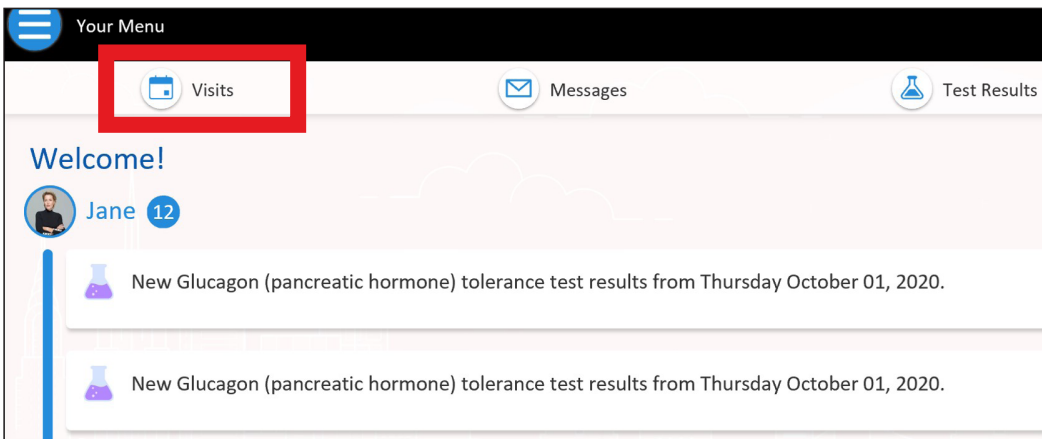 Your Menu
Visits
Messages
Test Results
Welcome!
Jane 12
New Glucagon (pancreatic hormone) tolerance test results from Thursday October 01, 2020.
New Glucagon (pancreatic hormone) tolerance test results from Thursday October 01, 2020.